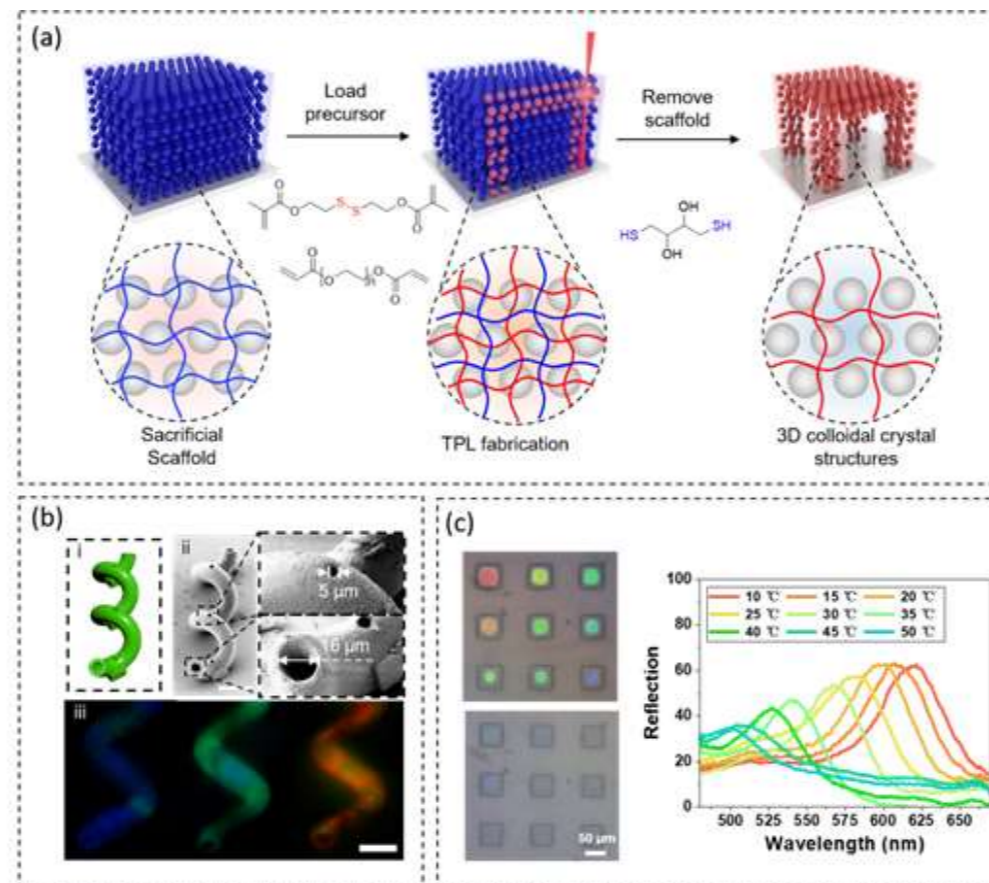 (a)
Load
precursor
Remove
scaffold
O
O
S
S
O
O
O
O
n
O
O
OH
HS
SH
OH
Sacrificial
Scaffold
TPL fabrication
3D colloidal crystal
structures
(b)
i
ii
5 μm
16 μm
iii
(c)
50 μm
100
80
60
40
20
0
Reflection
10 ℃ 15 ℃ 20 ℃
25 ℃ 30 ℃ 35 ℃
40 ℃ 45 ℃ 50 ℃
500 525 550 575 600 625 650
Wavelength (nm)